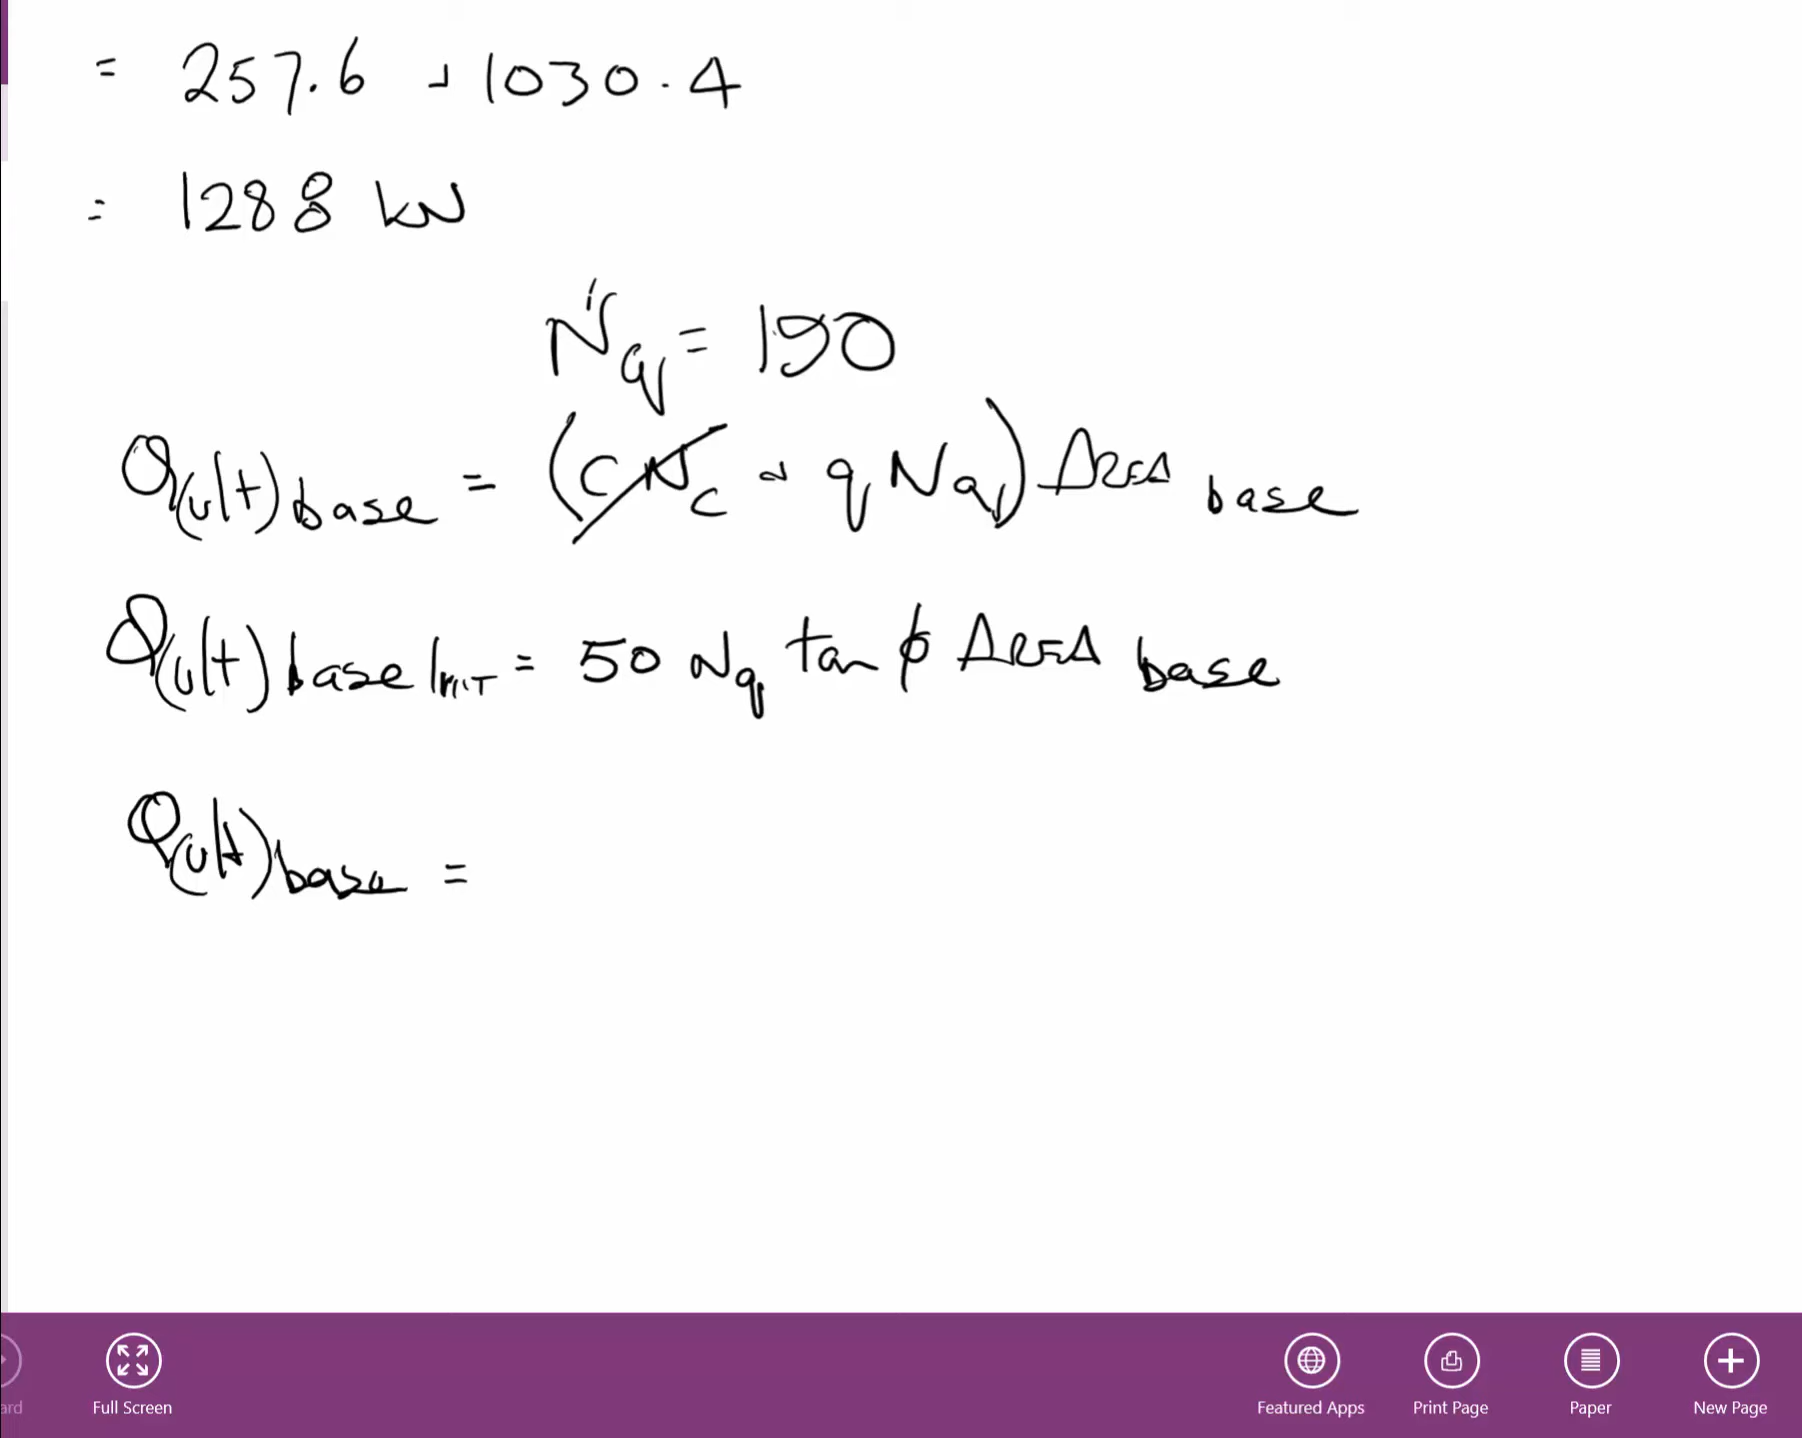 = 257.6 + 1030.4
= 1288 kN
N'q = 190
Q(ult) base = (cNc + qNq) AREA base
Q(ult) base limit = 50 Nq tan φ AREA base
Q(ult) base =
Full Screen
Featured Apps
Print Page
Paper
New Page